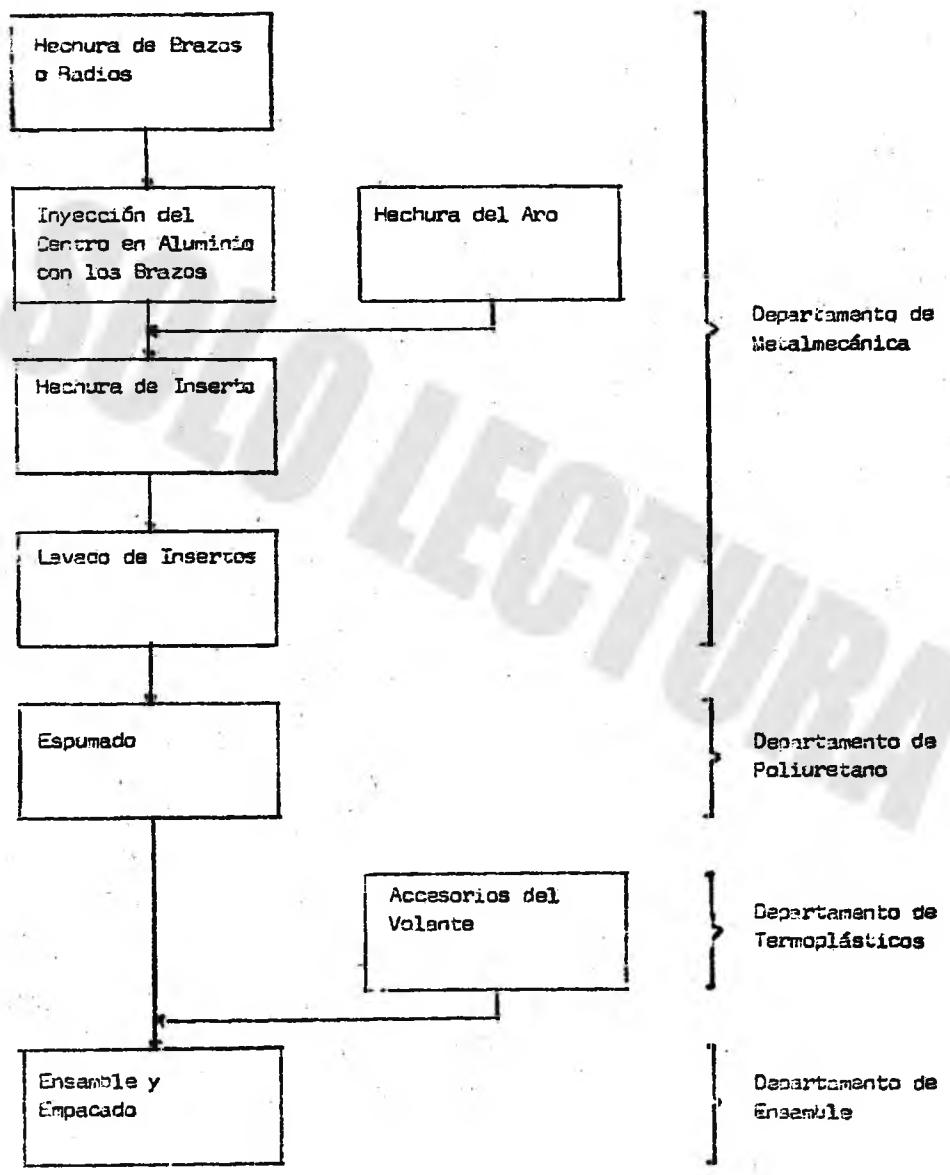 Hechura de Brazos
o Radios
Inyección del
Centro en Aluminio
con los Brazos
Hechura del Aro
Departamento de
Metalmecánica
Hechura de Inserto
Lavado de Insertos
Espumado
Departamento de
Poliuretano
Accesorios del
Volante
Departamento de
Termoplásticos
Ensamble y
Empacado
Departamento de
Ensamble
SOLO LECTURA